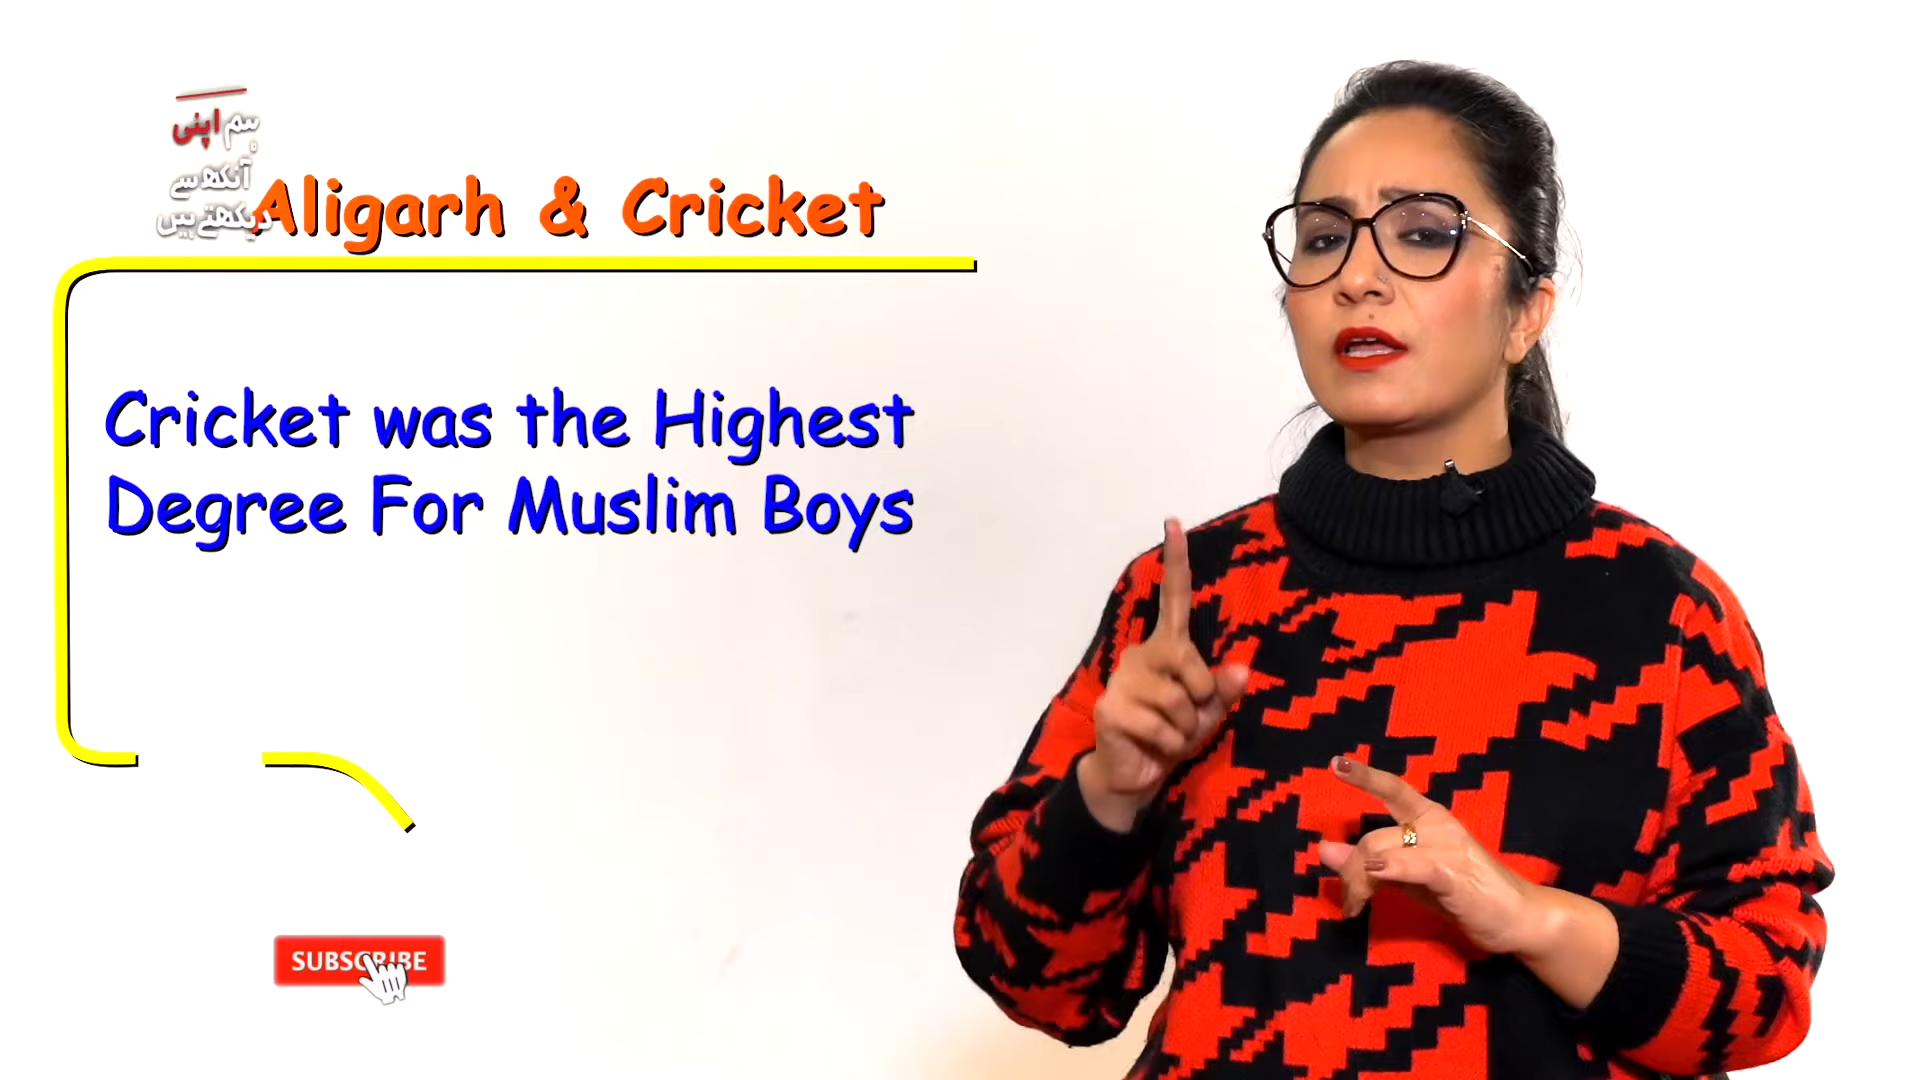 ہم اپنی
آنکھ سے
دیکھتے ہیں
Aligarh & Cricket
Cricket was the Highest
Degree For Muslim Boys
SUBSCRIBE